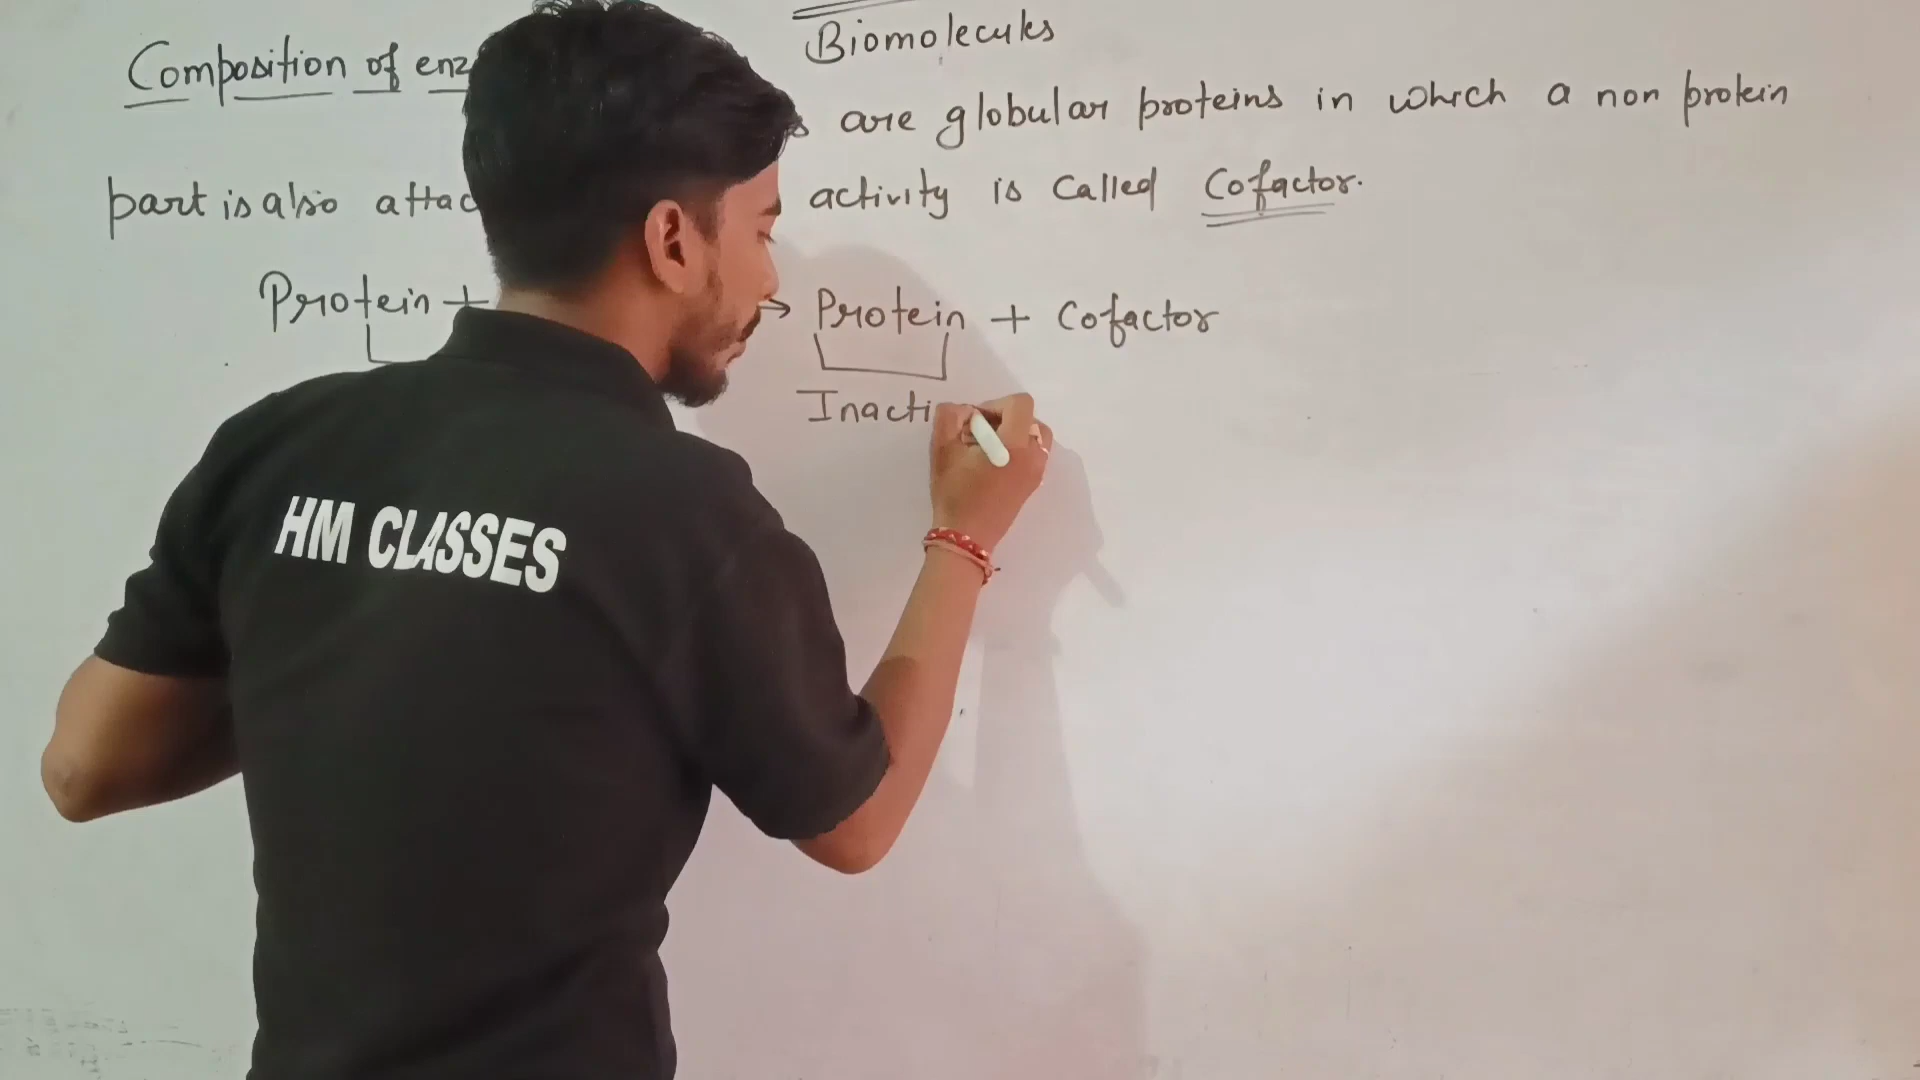 Biomolecules
Composition of enz
s are globular proteins in which a non protein
part is also attac activity is called Cofactor.
Protein + → Protein + Cofactor
Inacti
HM CLASSES